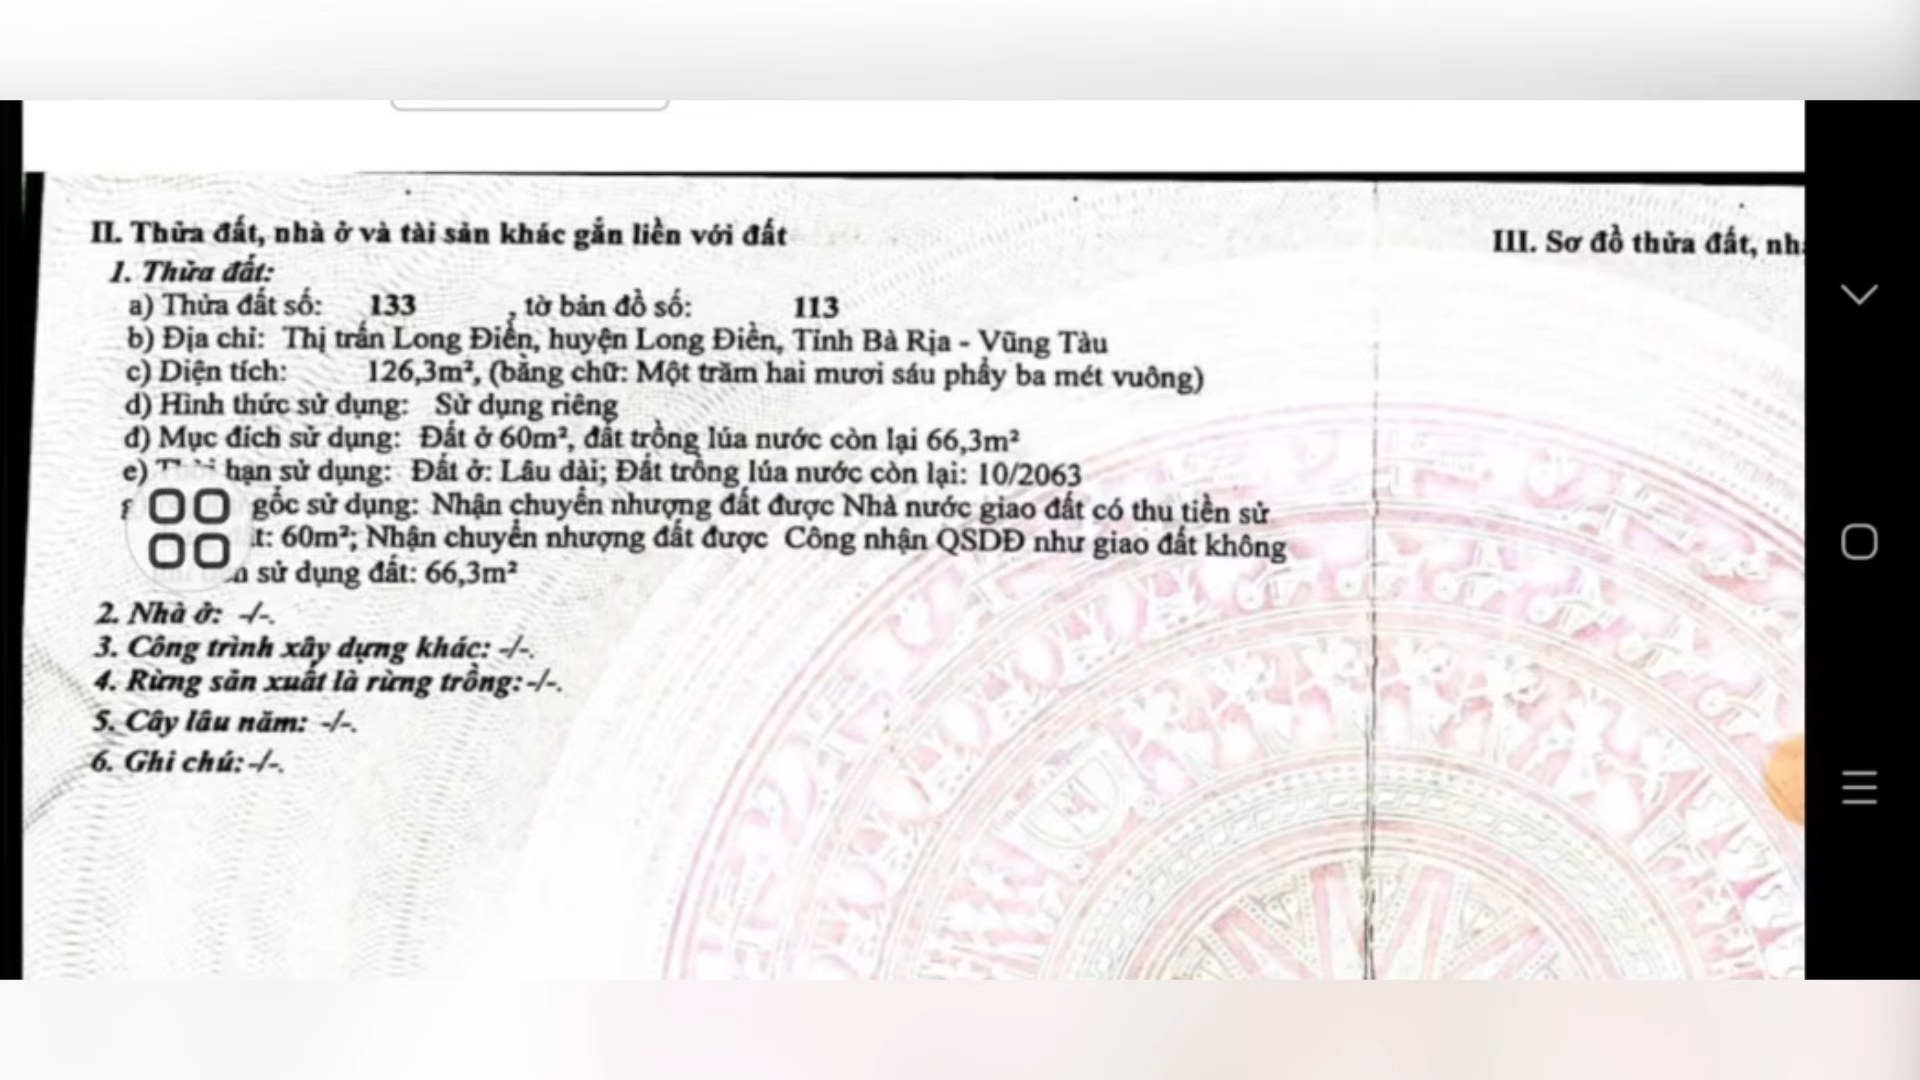 II. Thửa đất, nhà ở và tài sản khác gắn liền với đất
1. Thửa đất:
a) Thửa đất số: 133 , tờ bản đồ số: 113
b) Địa chỉ: Thị trấn Long Điền, huyện Long Điền, Tỉnh Bà Rịa - Vũng Tàu
c) Diện tích: 126,3m², (bằng chữ: Một trăm hai mươi sáu phẩy ba mét vuông)
d) Hình thức sử dụng: Sử dụng riêng
đ) Mục đích sử dụng: Đất ở 60m², đất trồng lúa nước còn lại 66,3m²
e) hạn sử dụng: Đất ở: Lâu dài; Đất trồng lúa nước còn lại: 10/2063
gốc sử dụng: Nhận chuyển nhượng đất được Nhà nước giao đất có thu tiền sử
: 60m²; Nhận chuyển nhượng đất được Công nhận QSDĐ như giao đất không
sử dụng đất: 66,3m²
2. Nhà ở: -/-.
3. Công trình xây dựng khác: -/-.
4. Rừng sản xuất là rừng trồng: -/-.
5. Cây lâu năm: -/-.
6. Ghi chú: -/-.
III. Sơ đồ thửa đất,